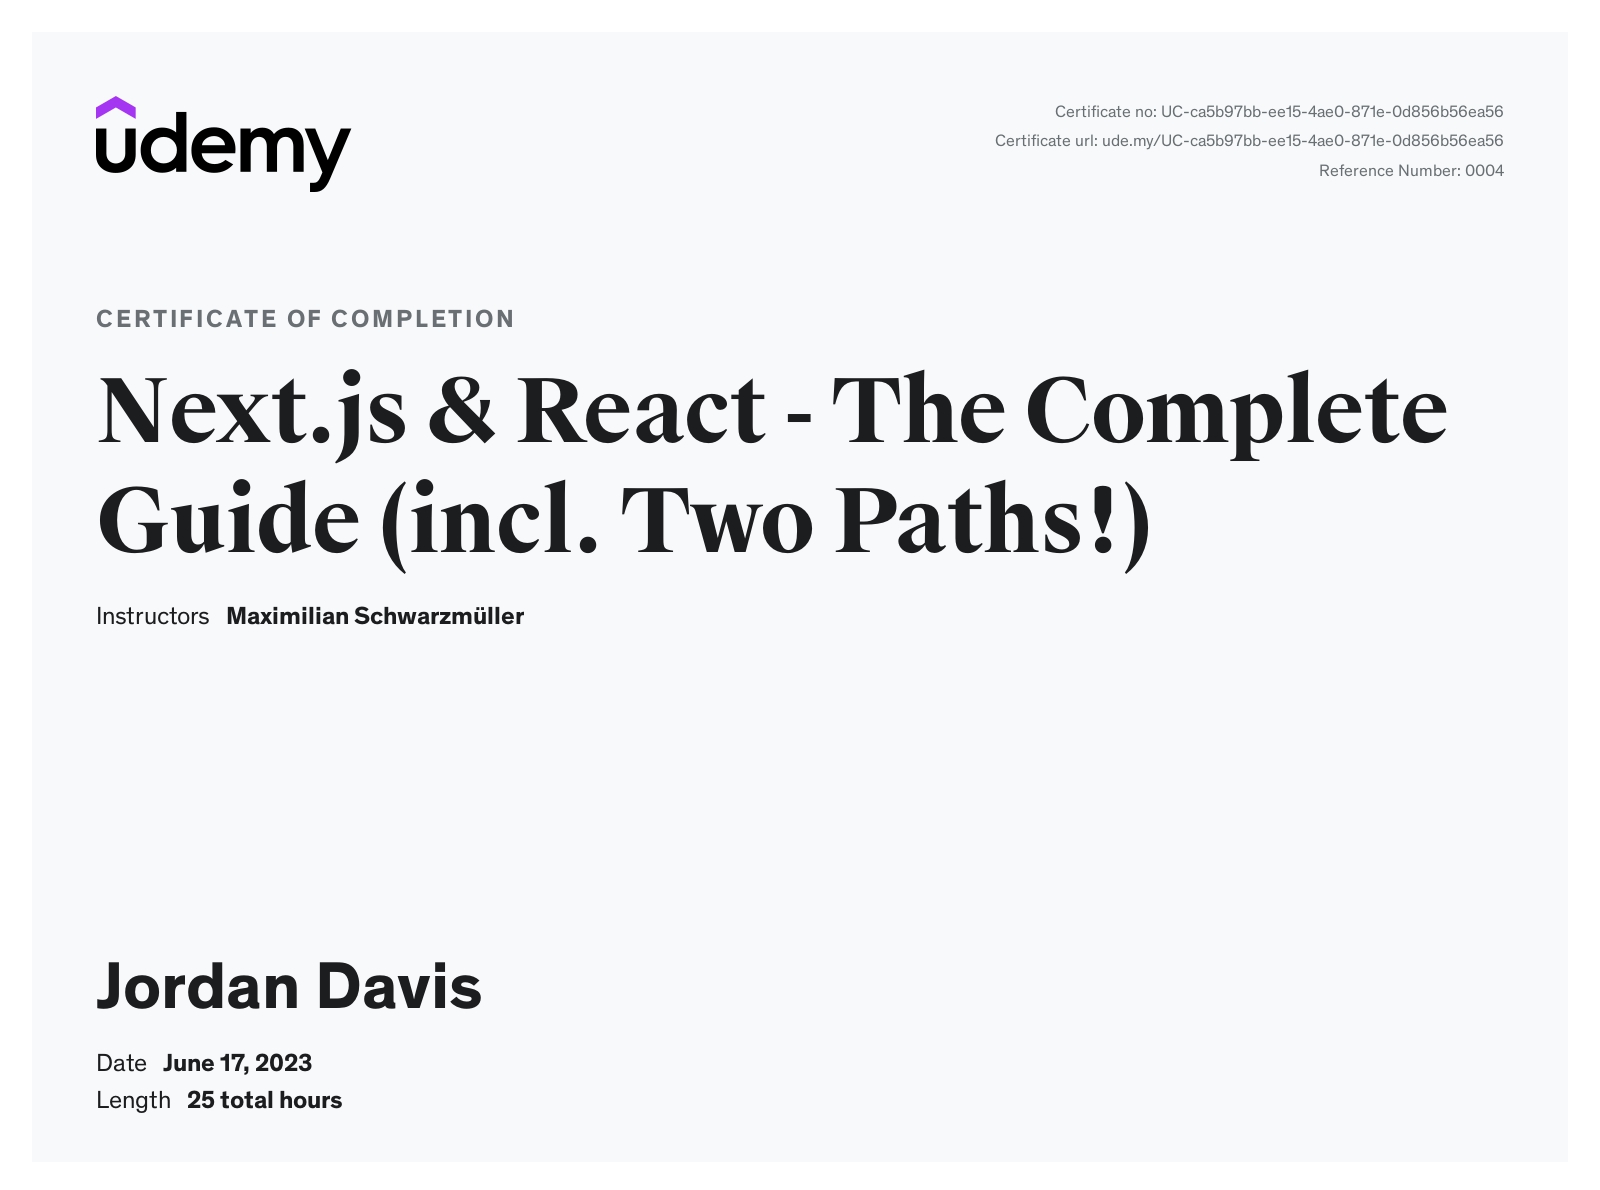 udemy
Certificate no: UC-ca5b97bb-ee15-4ae0-871e-0d856b56ea56
Certificate url: ude.my/UC-ca5b97bb-ee15-4ae0-871e-0d856b56ea56
Reference Number: 0004
CERTIFICATE OF COMPLETION
Next.js & React - The Complete
Guide (incl. Two Paths!)
Instructors Maximilian Schwarzmüller
Jordan Davis
Date June 17, 2023
Length 25 total hours